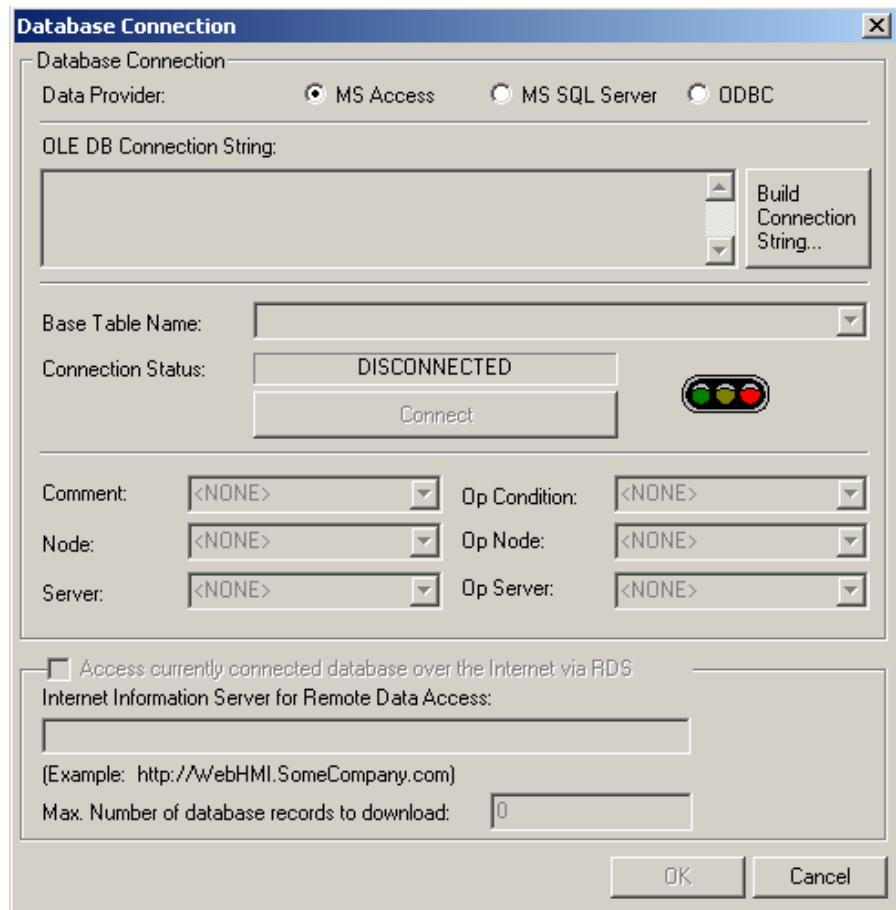 Database Connection
Database Connection
Data Provider: MS Access MS SQL Server ODBC
OLE DB Connection String:
Build
Connection
String...
Base Table Name:
Connection Status: DISCONNECTED
Connect
Comment: <NONE> Op Condition: <NONE>
Node: <NONE> Op Node: <NONE>
Server: <NONE> Op Server: <NONE>
Access currently connected database over the Internet via RDS
Internet Information Server for Remote Data Access:
(Example: http://WebHMI.SomeCompany.com)
Max. Number of database records to download: 0
OK Cancel